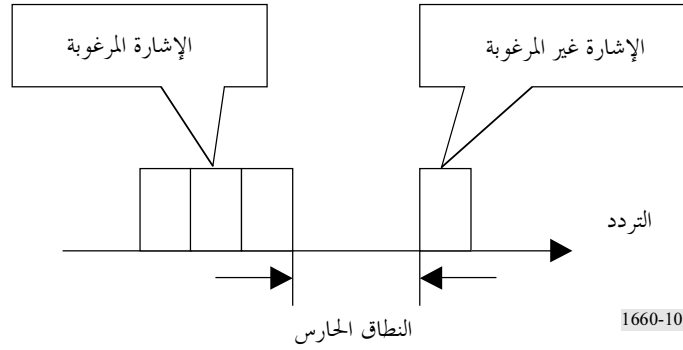 الإشارة غير المرغوبة
الإشارة المرغوبة
التردد
النطاق الحارس
1660-10